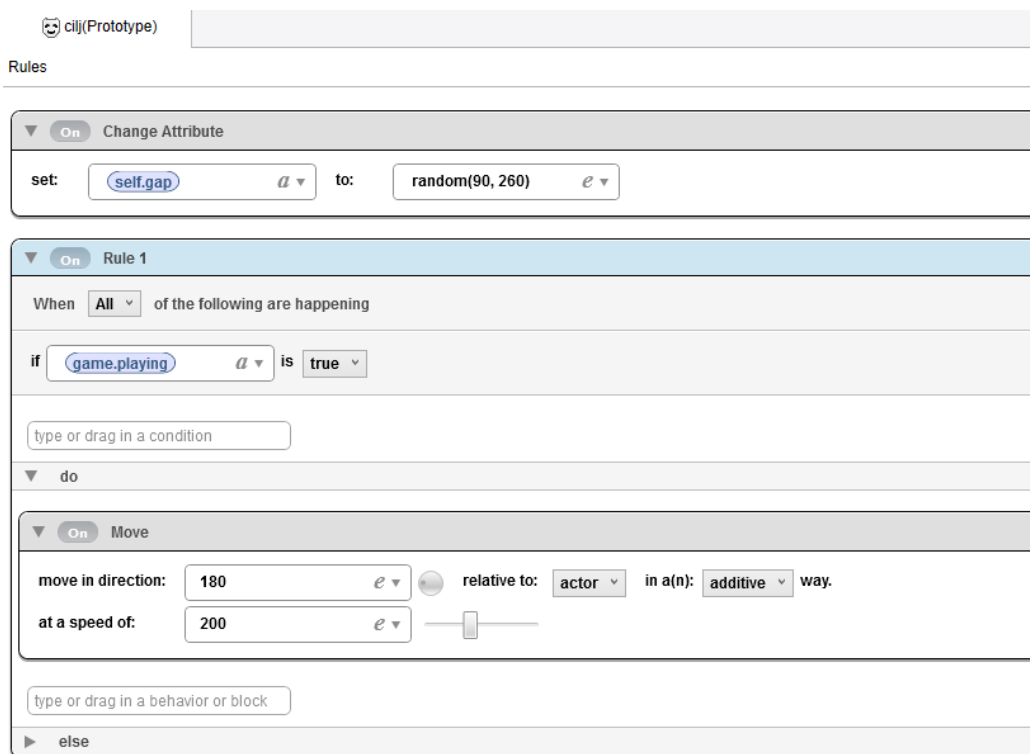 cilj(Prototype)
Rules
On Change Attribute
set: self.gap a to: random(90, 260) e
On Rule 1
When All of the following are happening
if game.playing a is true
type or drag in a condition
do
On Move
move in direction: 180 e relative to: actor in a(n): additive way.
at a speed of: 200 e
type or drag in a behavior or block
else